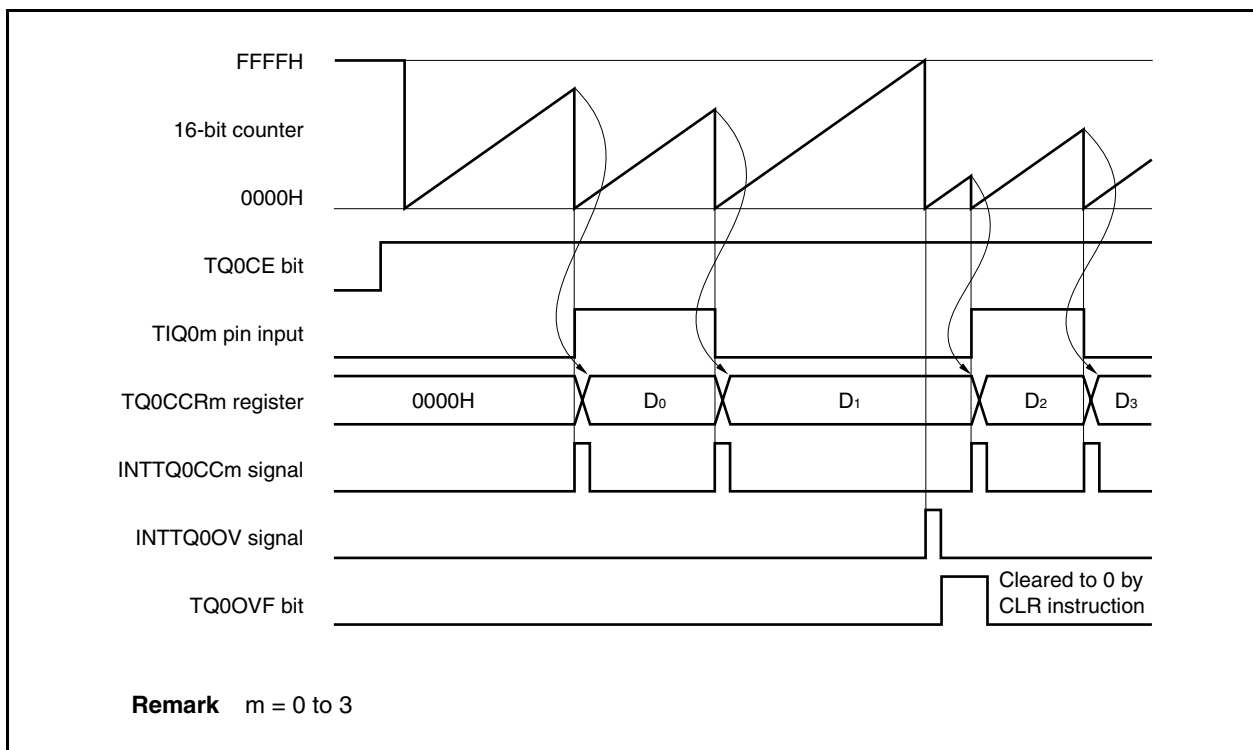 FFFFH
16-bit counter
0000H
TQ0CE bit
TIQ0m pin input
TQ0CCRm register
0000H D0 D1 D2 D3
INTTQ0CCm signal
INTTQ0OV signal
TQ0OVF bit
Cleared to 0 by
CLR instruction
Remark m = 0 to 3